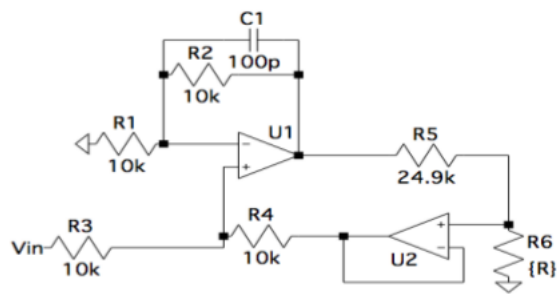 C1
100p
R2
10k
R1
10k
U1
−
+
R5
24.9k
R3
Vin
10k
R4
10k
+
−
U2
R6
{R}